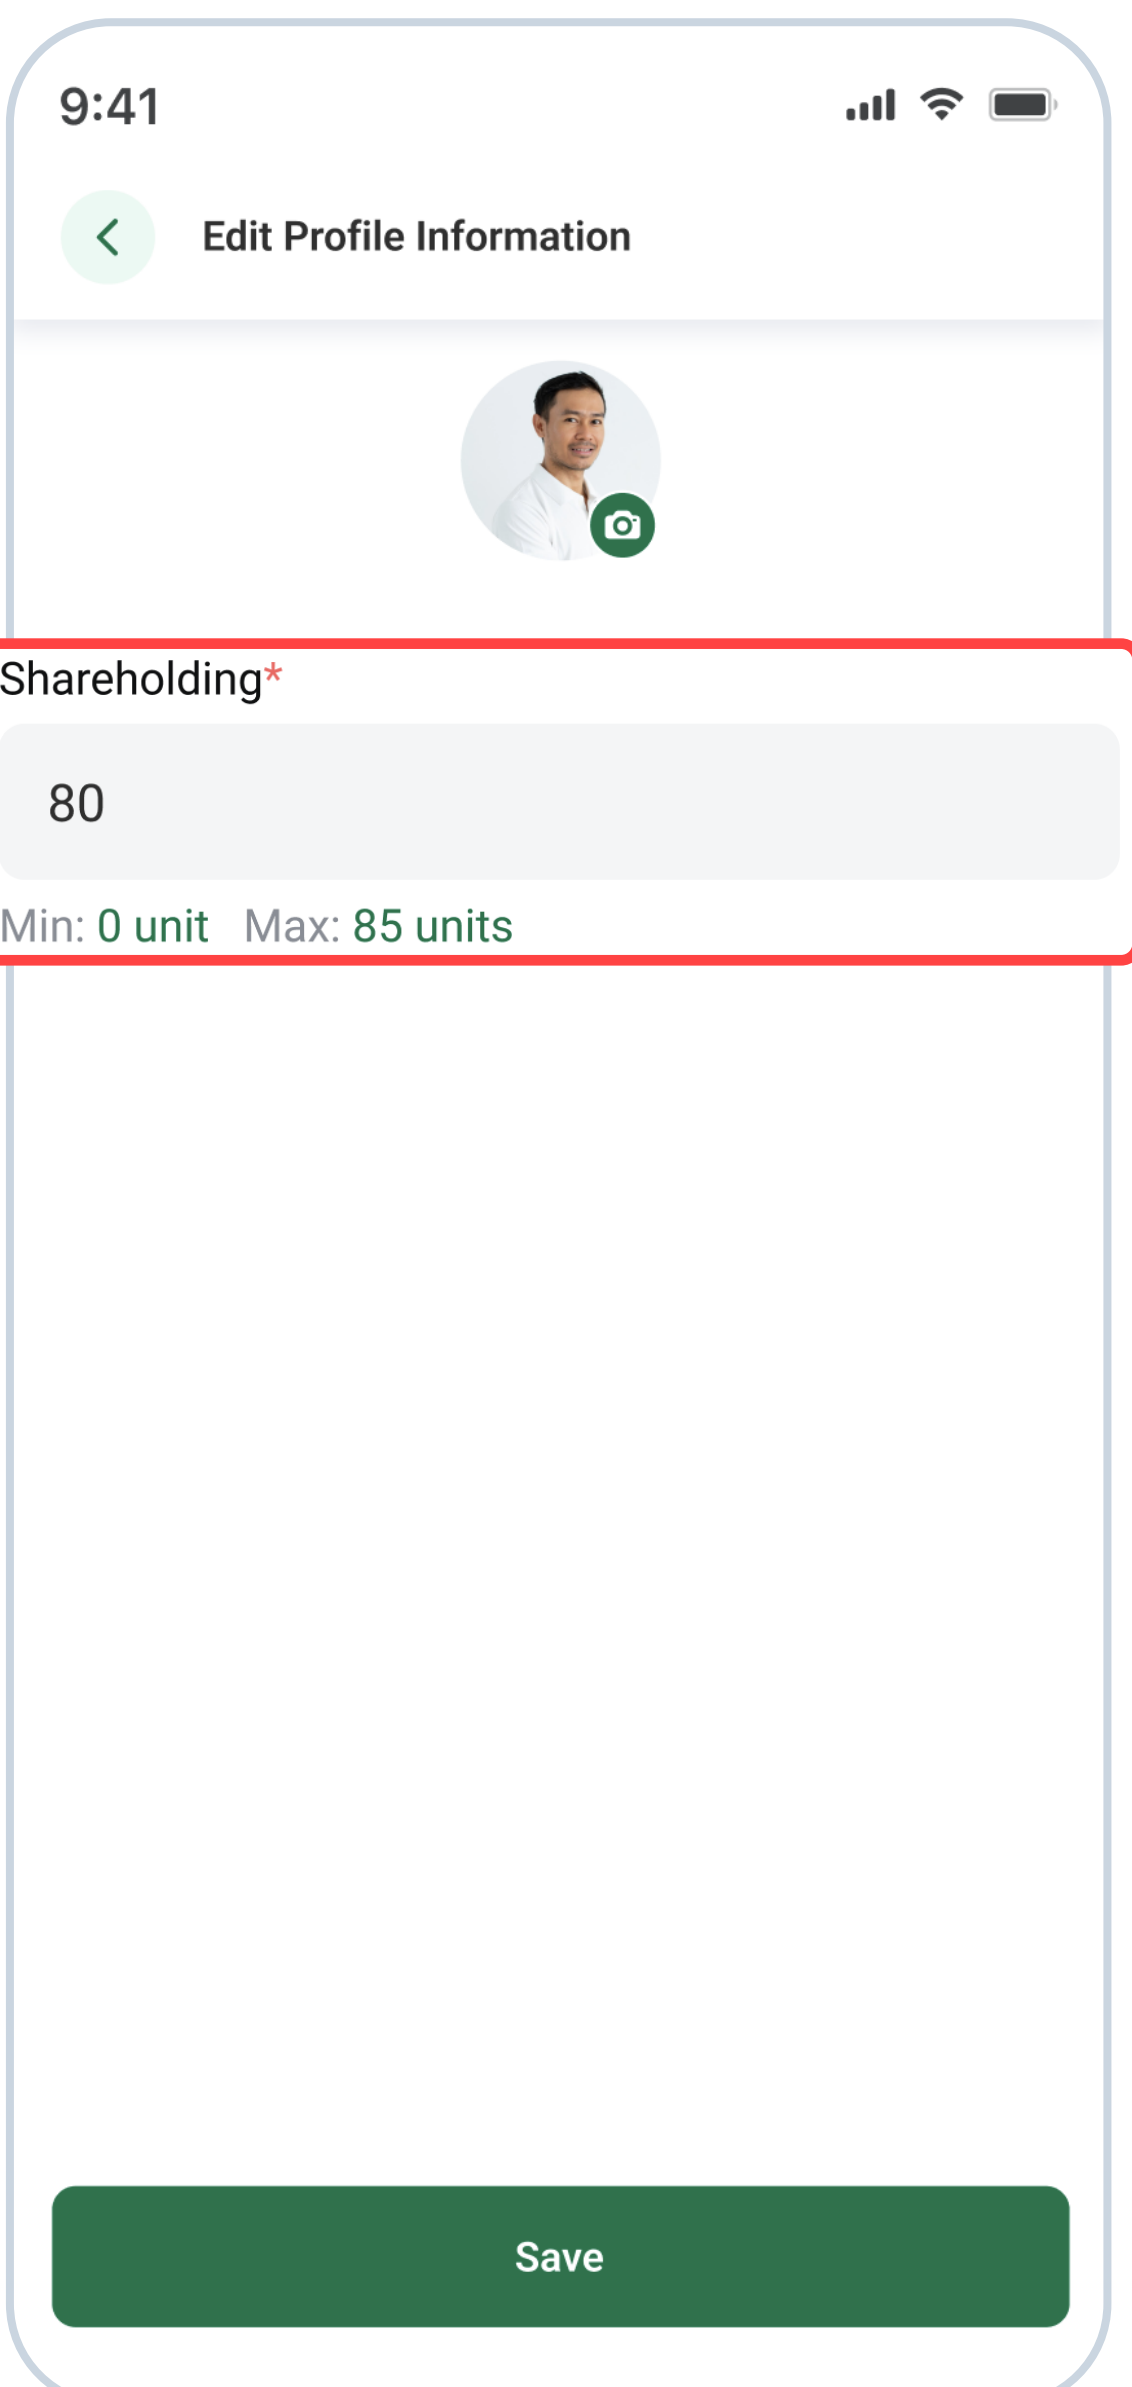 9:41
Edit Profile Information
Shareholding*
80
Min: 0 unit Max: 85 units
Save